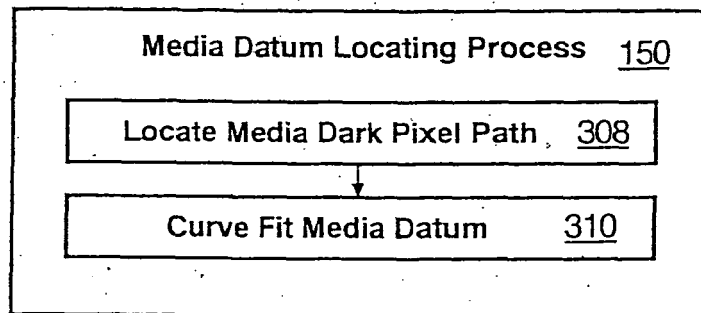 Media Datum Locating Process 150
Locate Media Dark Pixel Path 308
Curve Fit Media Datum 310